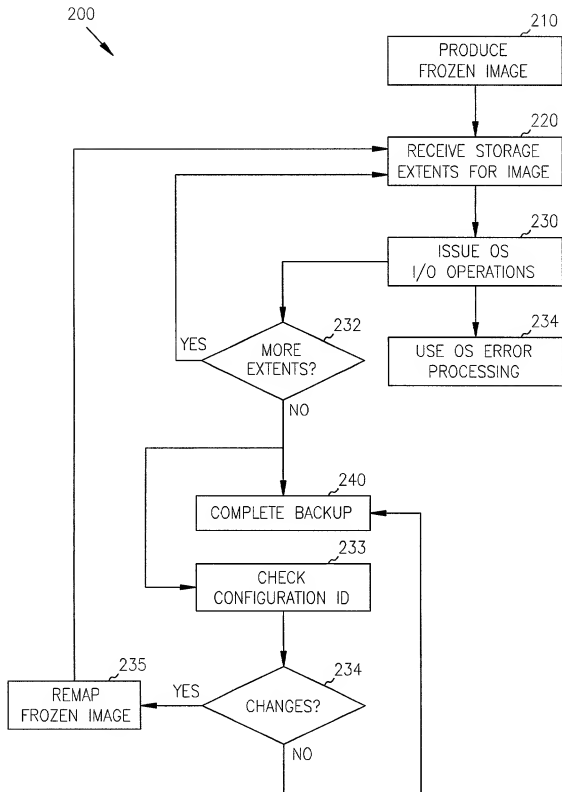 200
210
PRODUCE
FROZEN IMAGE
220
RECEIVE STORAGE
EXTENTS FOR IMAGE
230
ISSUE OS
I/O OPERATIONS
232
YES
MORE
EXTENTS?
NO
234
USE OS ERROR
PROCESSING
240
COMPLETE BACKUP
233
CHECK
CONFIGURATION ID
235
REMAP
FROZEN IMAGE
YES
234
CHANGES?
NO